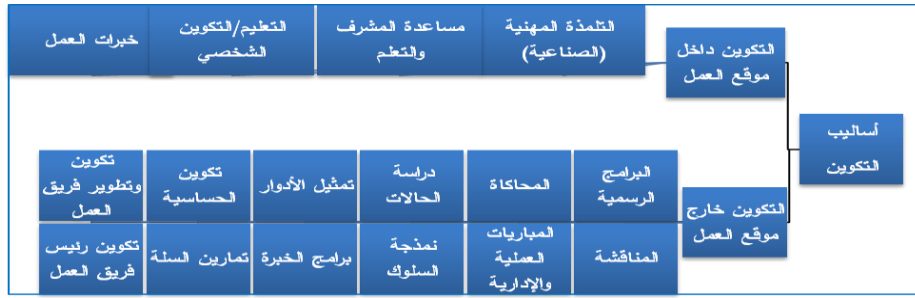 أساليب
التكوين
التكوين داخل
موقع العمل
التلمذة المهنية
(الصناعية)
مساعدة المشرف
والتعلم
التعليم/التكوين
الشخصي
خبرات العمل
التكوين خارج
موقع العمل
البرامج
الرسمية
المحاكاة
دراسة
الحالات
تمثيل الأدوار
تكوين
الحساسية
تكوين
وتطوير فريق
العمل
المناقشة
المباريات
العملية
والإدارية
نمذجة
السلوك
برامج الخبرة
تمارين السلة
تكوين رئيس
فريق العمل